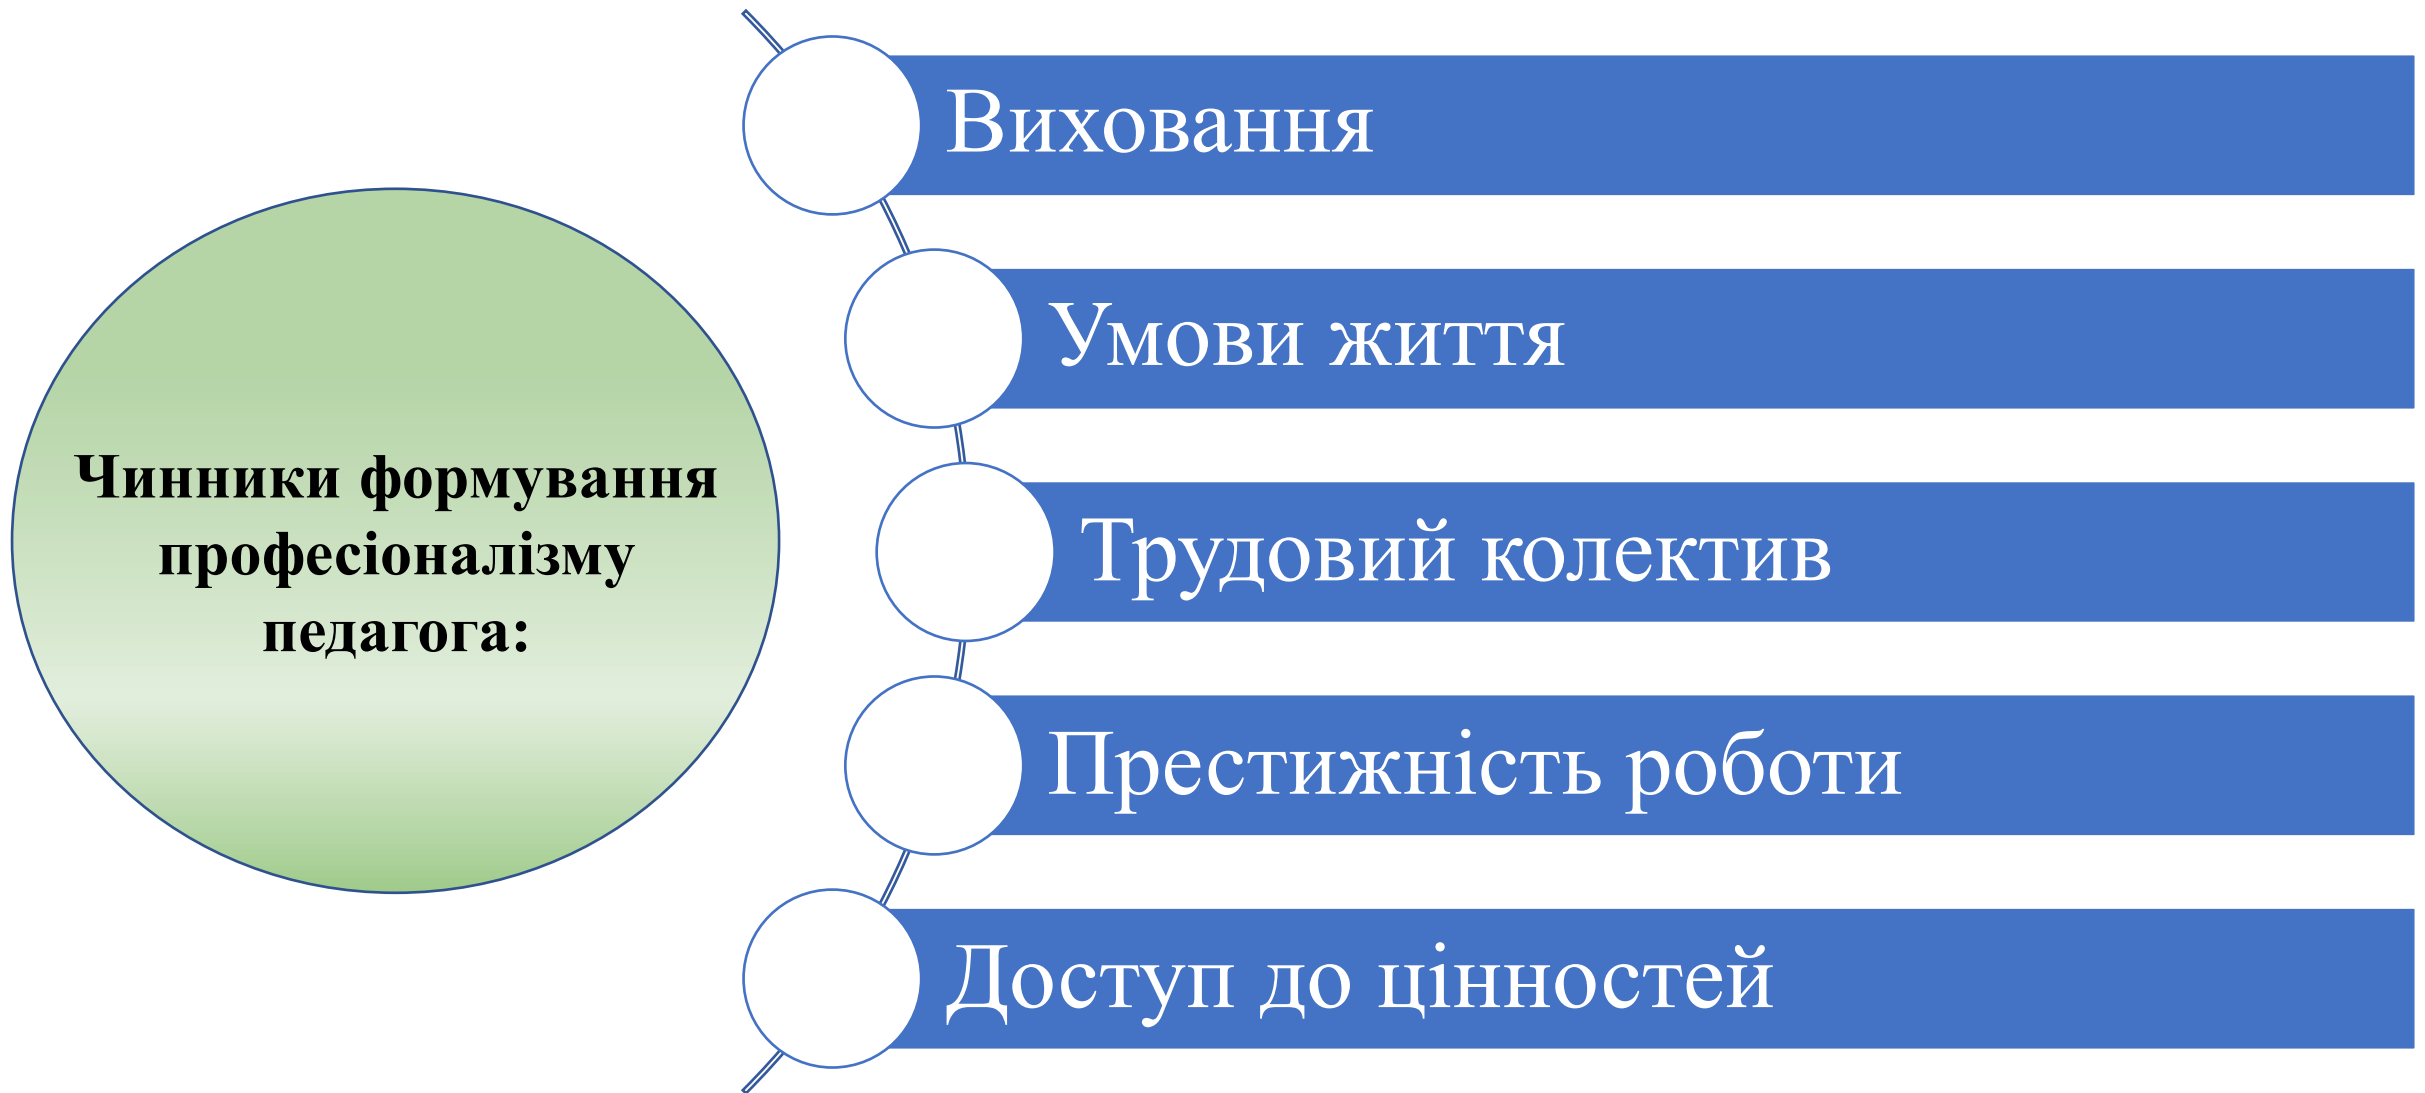 Чинники формування
професіоналізму
педагога:
Виховання
Умови життя
Трудовий колектив
Престижність роботи
Доступ до цінностей